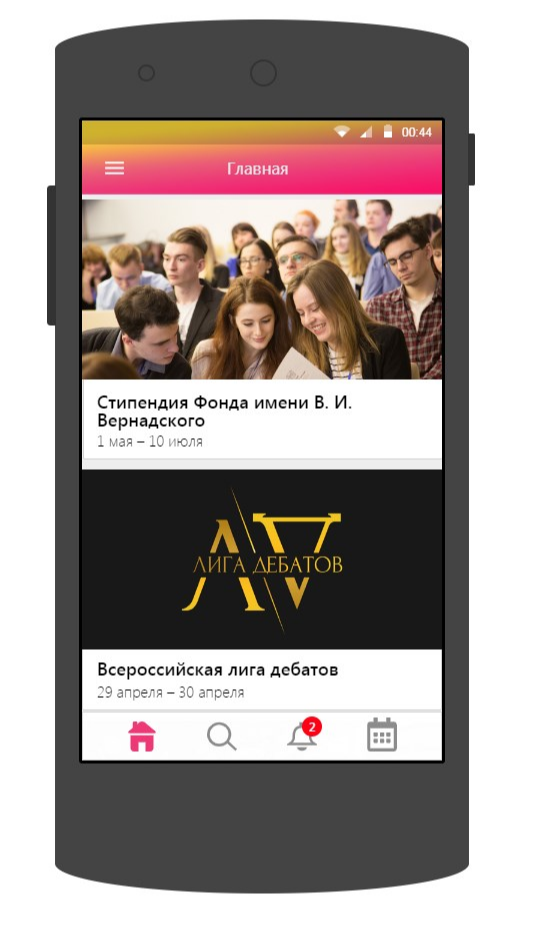 00:44
Главная
Стипендия Фонда имени В. И.
Вернадского
1 мая – 10 июля
ЛИГА ДЕБАТОВ
Всероссийская лига дебатов
29 апреля – 30 апреля
2